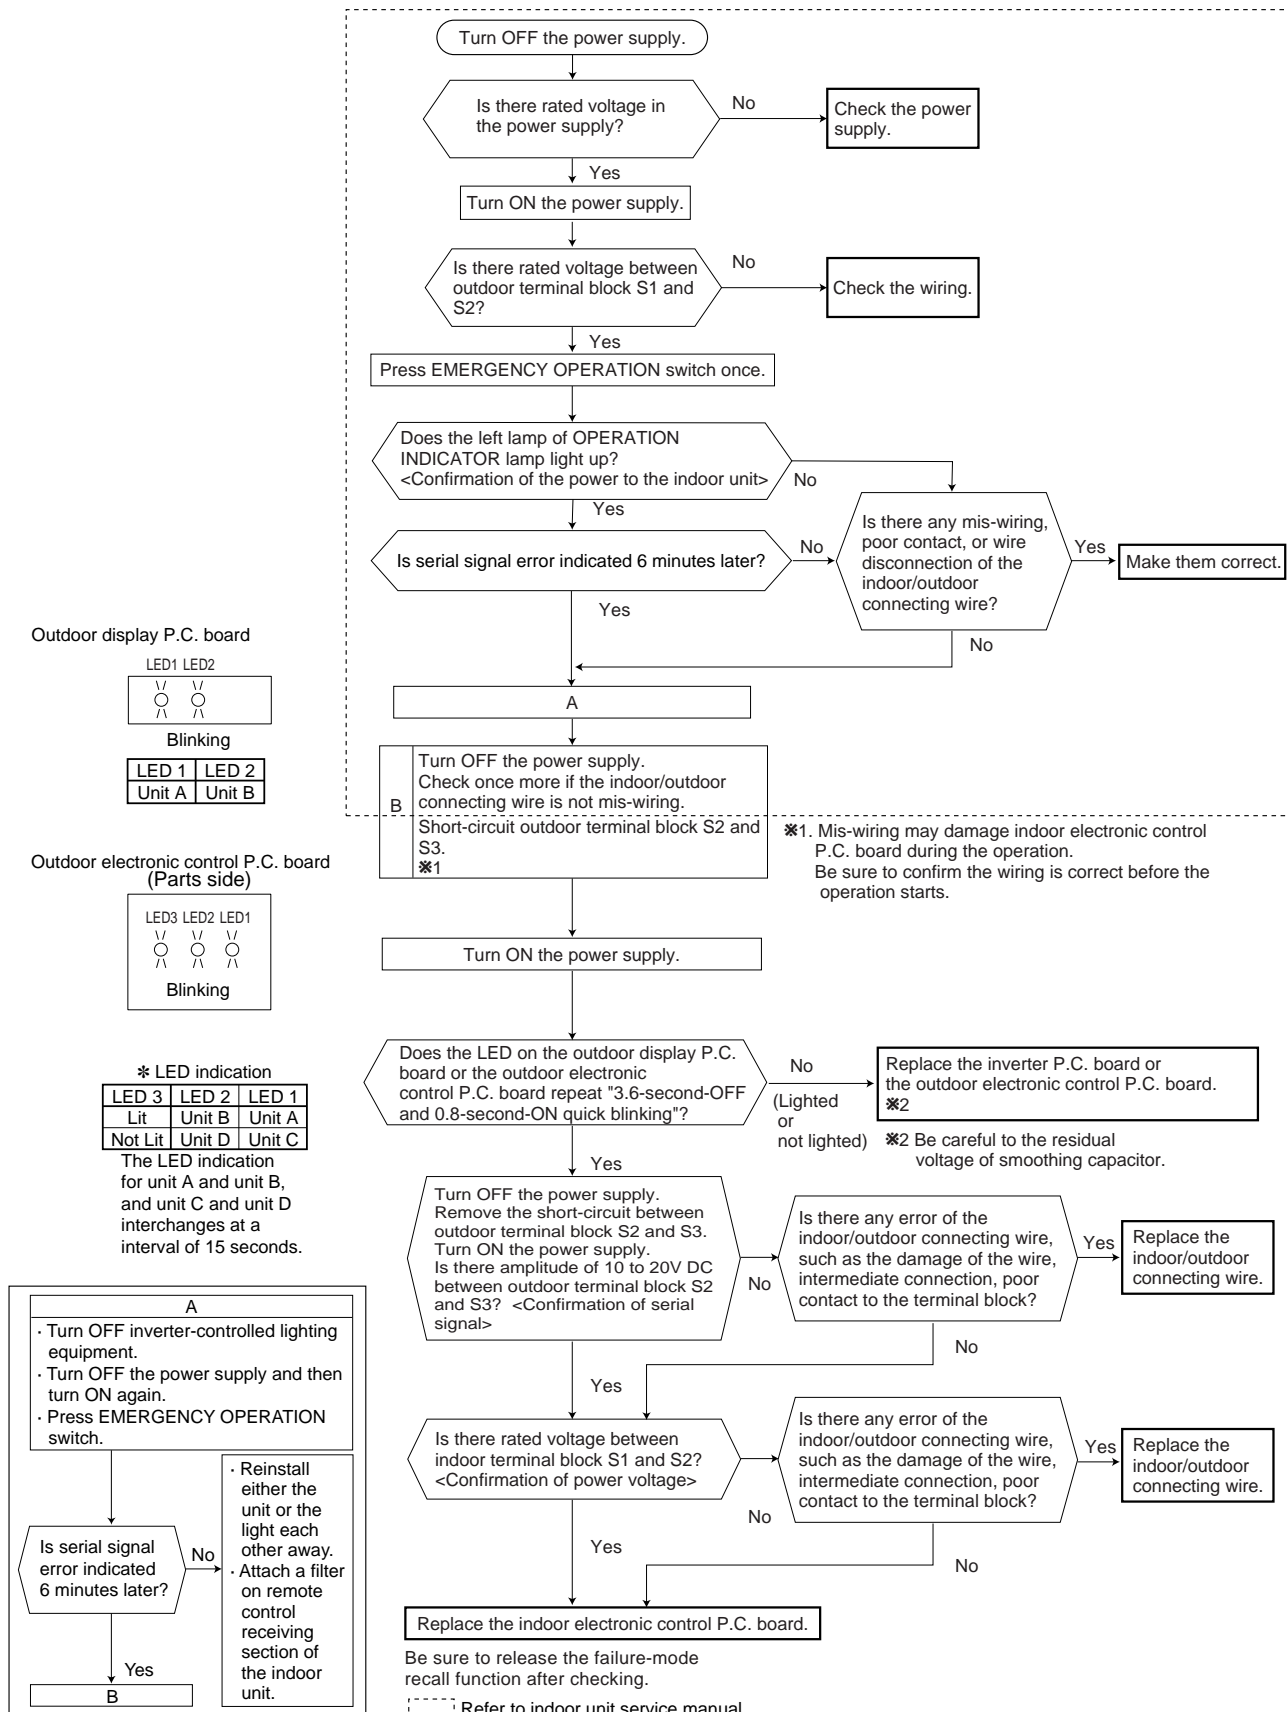 Turn OFF the power supply.
Is there rated voltage in
the power supply?
No
Check the power
supply.
Yes
Turn ON the power supply.
Is there rated voltage between
outdoor terminal block S1 and
S2?
No
Check the wiring.
Yes
Press EMERGENCY OPERATION switch once.
Does the left lamp of OPERATION
INDICATOR lamp light up?
<Confirmation of the power to the indoor unit>
No
Yes
Is serial signal error indicated 6 minutes later?
No
Is there any mis-wiring,
poor contact, or wire
disconnection of the
indoor/outdoor
connecting wire?
Yes
Make them correct.
Yes
No
A
B
Turn OFF the power supply.
Check once more if the indoor/outdoor
connecting wire is not mis-wiring.
Short-circuit outdoor terminal block S2 and
S3.
※1
※1. Mis-wiring may damage indoor electronic control
P.C. board during the operation.
Be sure to confirm the wiring is correct before the
operation starts.
Outdoor display P.C. board
LED1 LED2
Blinking
LED 1 LED 2
Unit A Unit B
Outdoor electronic control P.C. board
(Parts side)
LED3 LED2 LED1
Blinking
✻ LED indication
LED 3 LED 2 LED 1
Lit Unit B Unit A
Not Lit Unit D Unit C
The LED indication
for unit A and unit B,
and unit C and unit D
interchanges at a
interval of 15 seconds.
Turn ON the power supply.
Does the LED on the outdoor display P.C.
board or the outdoor electronic
control P.C. board repeat "3.6-second-OFF
and 0.8-second-ON quick blinking"?
No
(Lighted
or
not lighted)
Replace the inverter P.C. board or
the outdoor electronic control P.C. board.
※2
※2 Be careful to the residual
voltage of smoothing capacitor.
Yes
Turn OFF the power supply.
Remove the short-circuit between
outdoor terminal block S2 and S3.
Turn ON the power supply.
Is there amplitude of 10 to 20V DC
between outdoor terminal block S2
and S3? <Confirmation of serial
signal>
No
Is there any error of the
indoor/outdoor connecting wire,
such as the damage of the wire,
intermediate connection, poor
contact to the terminal block?
Yes
Replace the
indoor/outdoor
connecting wire.
No
Yes
Is there rated voltage between
indoor terminal block S1 and S2?
<Confirmation of power voltage>
No
Is there any error of the
indoor/outdoor connecting wire,
such as the damage of the wire,
intermediate connection, poor
contact to the terminal block?
Yes
Replace the
indoor/outdoor
connecting wire.
No
Yes
Replace the indoor electronic control P.C. board.
Be sure to release the failure-mode
recall function after checking.
Refer to indoor unit service manual
A
· Turn OFF inverter-controlled lighting
equipment.
· Turn OFF the power supply and then
turn ON again.
· Press EMERGENCY OPERATION
switch.
Is serial signal
error indicated
6 minutes later?
No
· Reinstall
either the
unit or the
light each
other away.
· Attach a filter
on remote
control
receiving
section of
the indoor
unit.
Yes
B